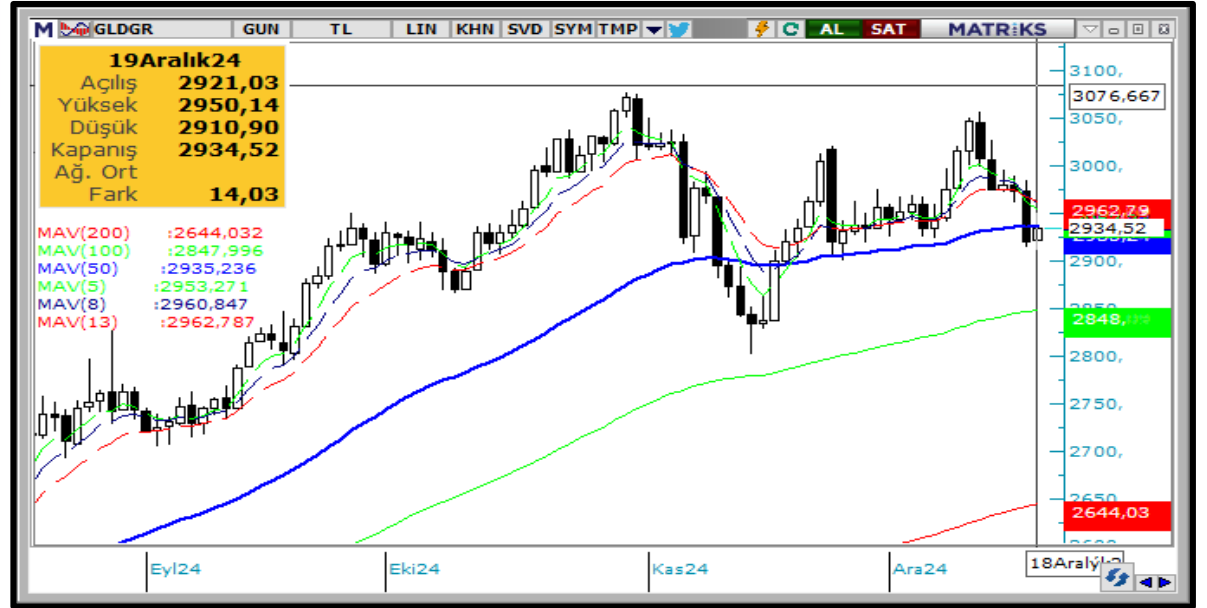 M GLDGR GUN TL LIN KHN SVD SYM TMP AL SAT MATRİKS
19Aralık24
Açılış 2921,03
Yüksek 2950,14
Düşük 2910,90
Kapanış 2934,52
Ağ. Ort
Fark 14,03
MAV(200) :2644,032
MAV(100) :2847,996
MAV(50) :2935,236
MAV(5) :2953,271
MAV(8) :2960,847
MAV(13) :2962,787
3100,
3076,667
3050,
3000,
2962,79
2934,52
2900,
2848,
2800,
2750,
2700,
2650,
2644,03
Eyl24 Eki24 Kas24 Ara24